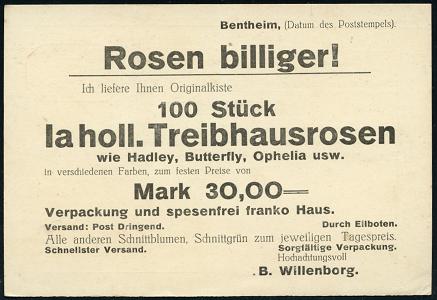 Bentheim, (Datum des Poststempels).
Rosen billiger!
Ich liefere Ihnen Originalkiste
100 Stück
Ia holl. Treibhausrosen
wie Hadley, Butterfly, Ophelia usw.
in verschiedenen Farben, zum festen Preise von
Mark 30,00=
Verpackung und spesenfrei franko Haus.
Versand: Post Dringend. Durch Eilboten.
Alle anderen Schnittblumen, Schnittgrün zum jeweiligen Tagespreis.
Schnellster Versand. Sorgfältige Verpackung.
Hochachtungsvoll
B. Willenborg.